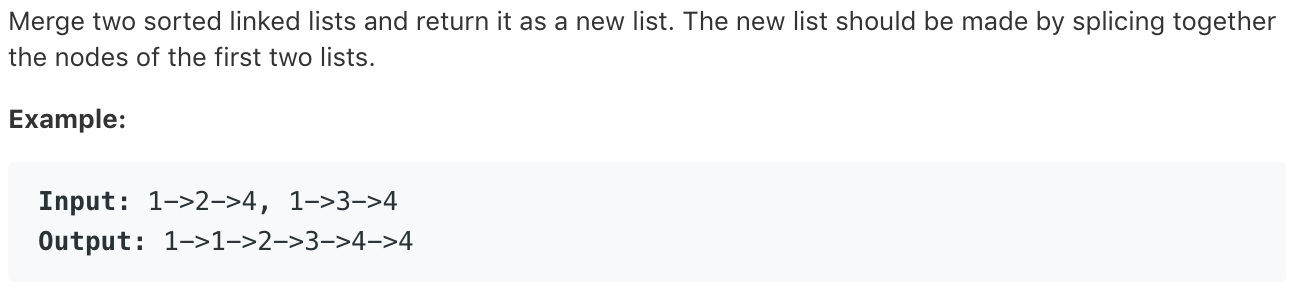 Merge two sorted linked lists and return it as a new list. The new list should be made by splicing together
the nodes of the first two lists.
Example:
Input: 1->2->4, 1->3->4
Output: 1->1->2->3->4->4